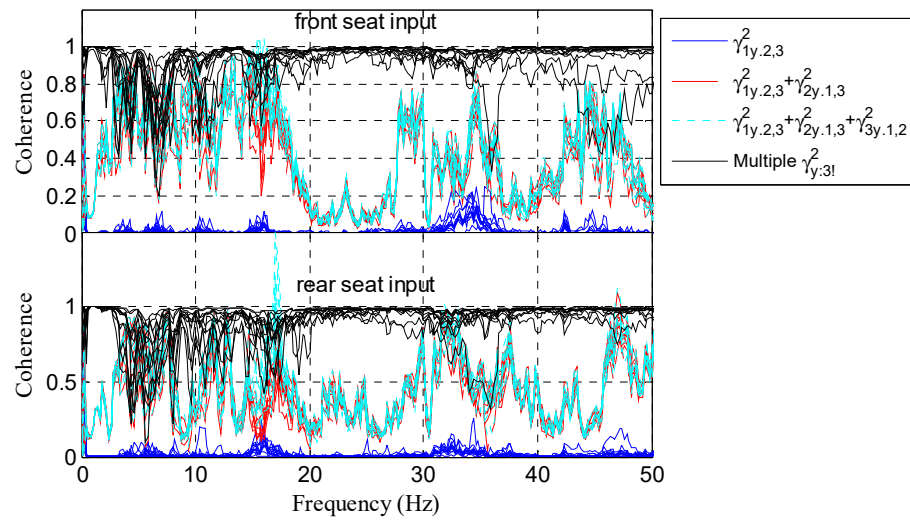 front seat input
1
0.8
0.6
0.4
0.2
0
Coherence
rear seat input
1
0.5
0
Coherence
0 10 20 30 40 50
Frequency (Hz)
γ²1y.2,3
γ²1y.2,3+γ²2y.1,3
γ²1y.2,3+γ²2y.1,3+γ²3y.1,2
Multiple γ²y:3!